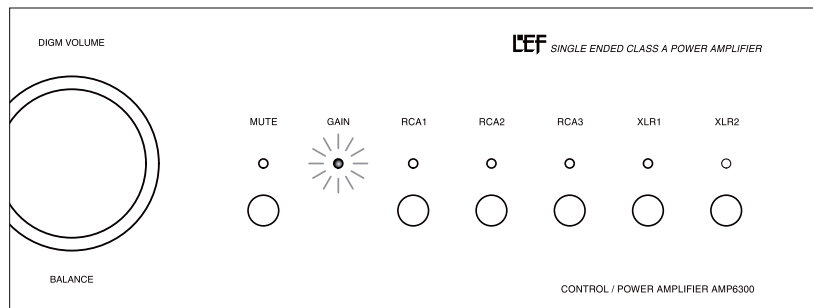 DIGM VOLUME
LEF SINGLE ENDED CLASS A POWER AMPLIFIER
MUTE GAIN RCA1 RCA2 RCA3 XLR1 XLR2
BALANCE
CONTROL / POWER AMPLIFIER AMP6300